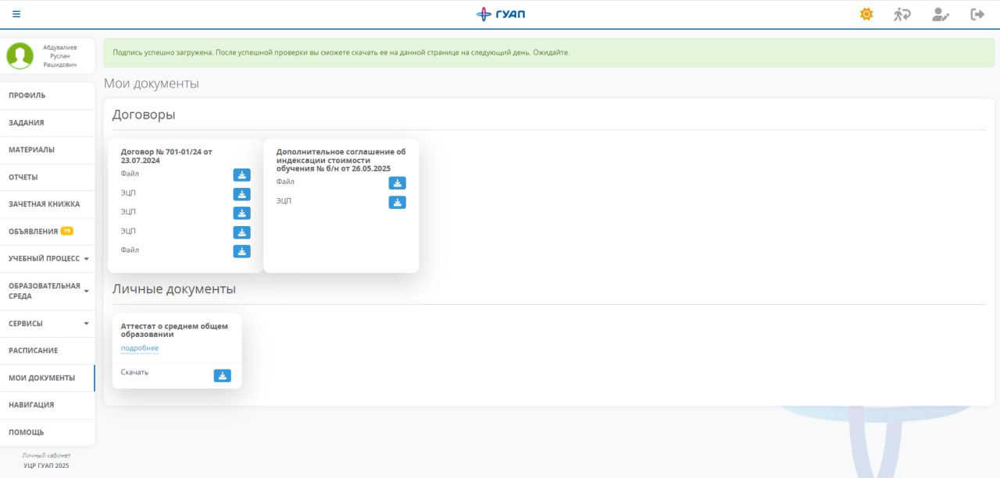 ГУАП
Абдувалиев
Руслан
Рашидович
ПРОФИЛЬ
ЗАДАНИЯ
МАТЕРИАЛЫ
ОТЧЕТЫ
ЗАЧЕТНАЯ КНИЖКА
ОБЪЯВЛЕНИЯ 19
УЧЕБНЫЙ ПРОЦЕСС
ОБРАЗОВАТЕЛЬНАЯ
СРЕДА
СЕРВИСЫ
РАСПИСАНИЕ
МОИ ДОКУМЕНТЫ
НАВИГАЦИЯ
ПОМОЩЬ
Личный кабинет
УЦР ГУАП 2025
Подпись успешно загружена. После успешной проверки вы сможете скачать ее на данной странице на следующий день. Ожидайте.
Мои документы
Договоры
Договор № 701-01/24 от
23.07.2024
Файл
ЭЦП
ЭЦП
ЭЦП
Файл
Дополнительное соглашение об
индексации стоимости
обучения № б/н от 26.05.2025
Файл
ЭЦП
Личные документы
Аттестат о среднем общем
образовании
подробнее
Скачать